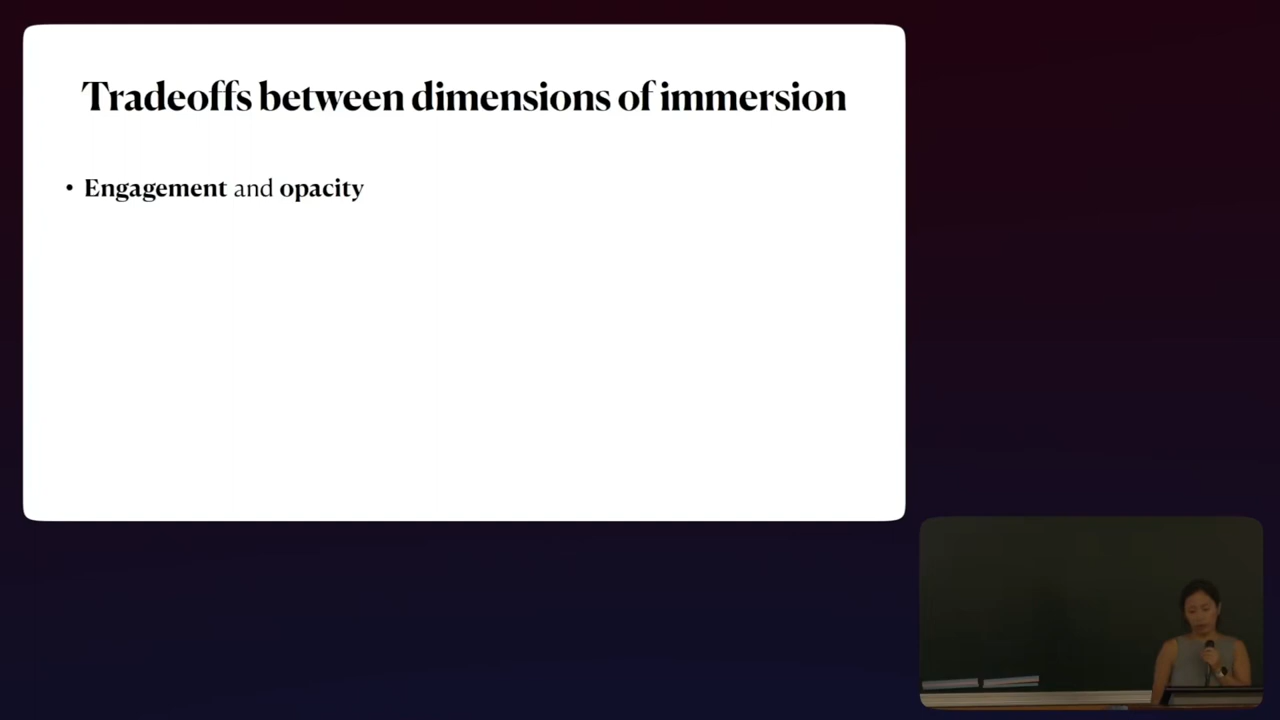 Tradeoffs between dimensions of immersion
• Engagement and opacity